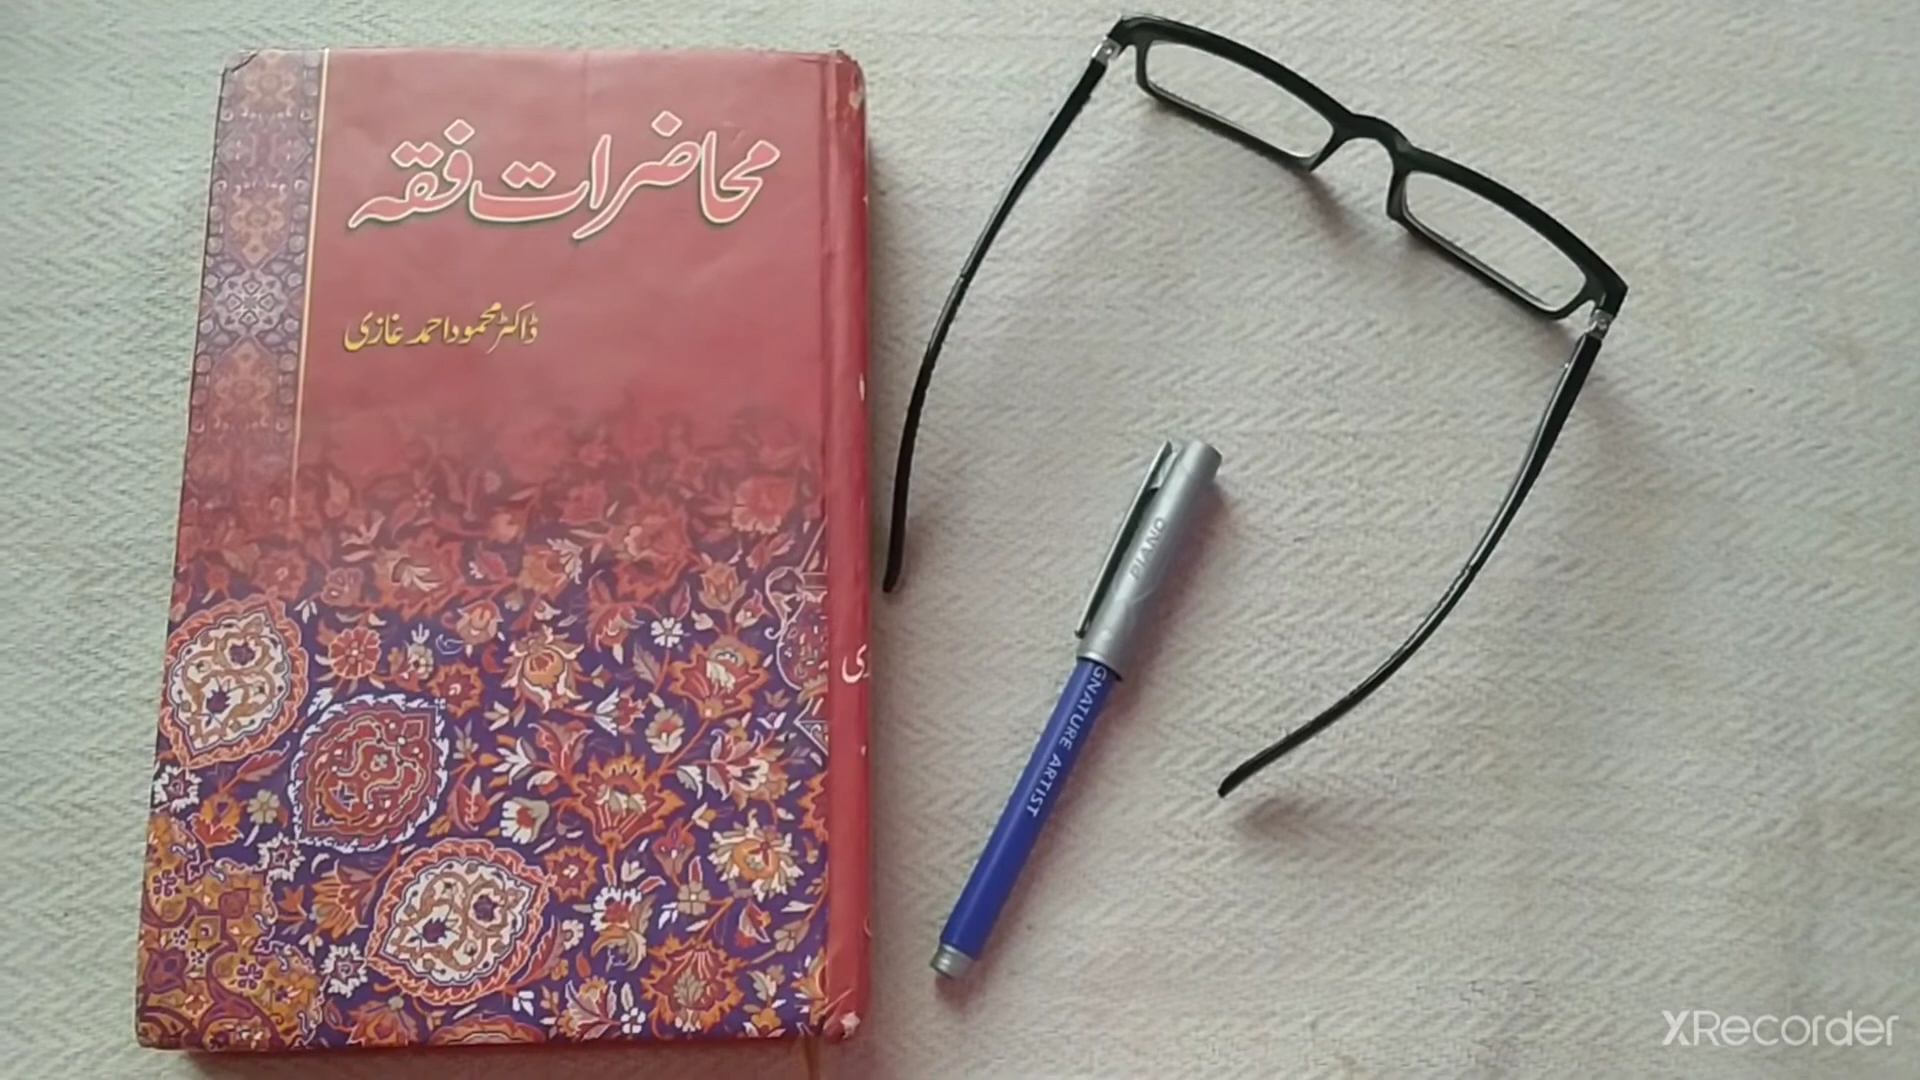 محاضرات فقہ
ڈاکٹر محمود احمد غازی
PIANO
GNATURE ARTIST
XRecorder